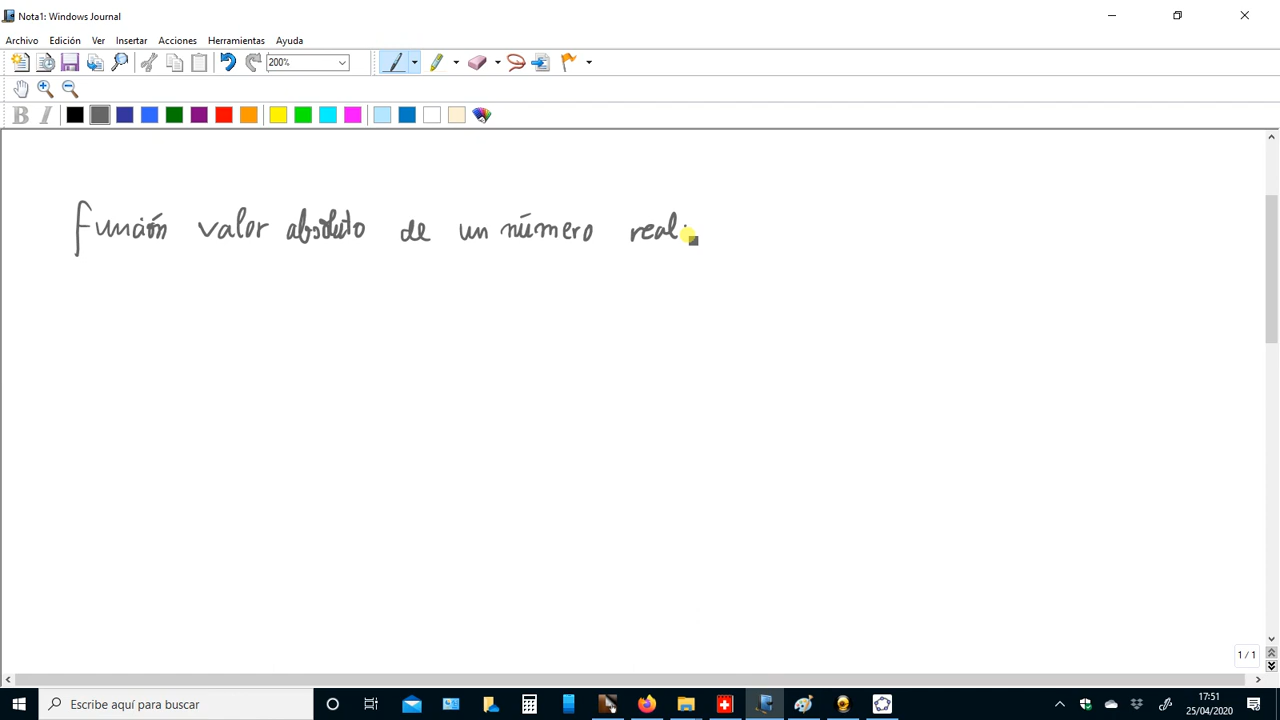 Nota1: Windows Journal
Archivo Edición Ver Insertar Acciones Herramientas Ayuda
200%
B I
Función valor absoluto de un número real:
1 / 1
Escribe aquí para buscar
17:51
25/04/2020